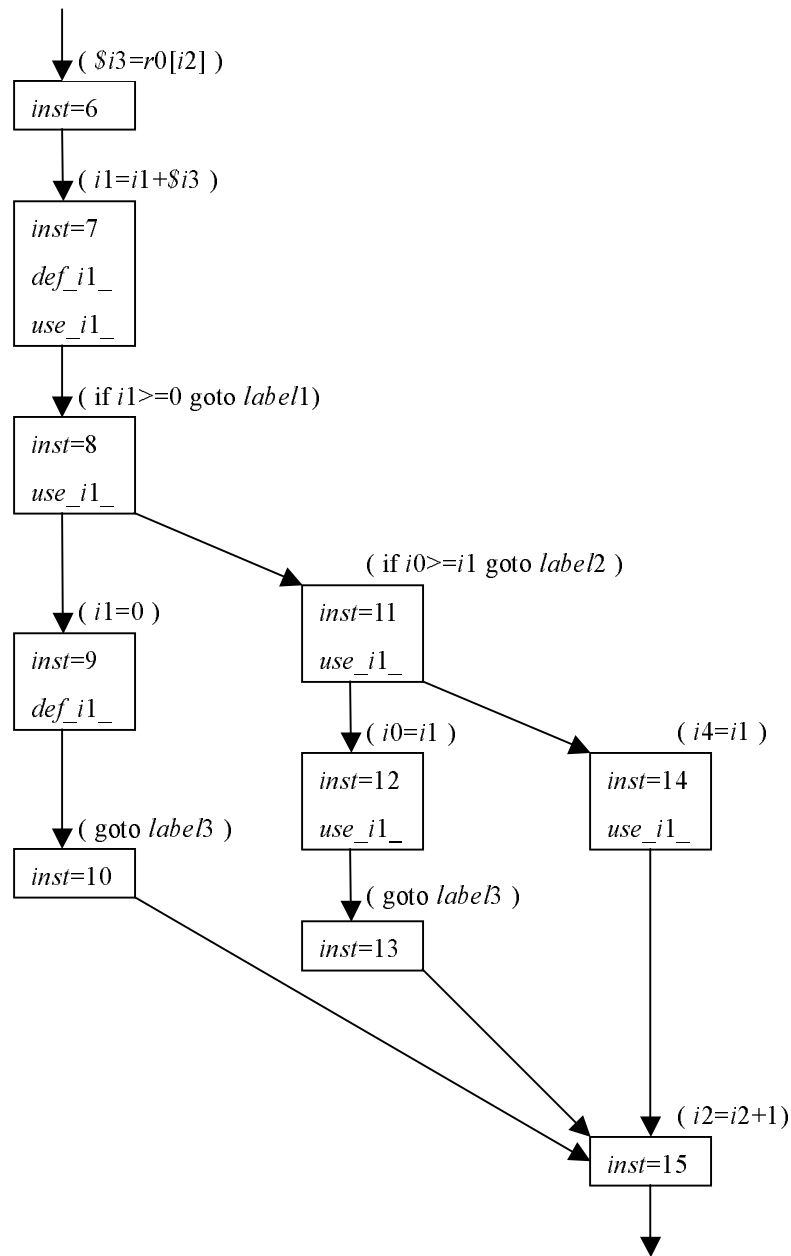 ( $i3=r0[i2] )
inst=6
( i1=i1+$i3 )
inst=7
def_i1_
use_i1_
( if i1>=0 goto label1)
inst=8
use_i1_
( if i0>=i1 goto label2 )
( i1=0 )
inst=11
inst=9
use_i1_
def_i1_
( i0=i1 )
( i4=i1 )
inst=12
inst=14
use_i1_
use_i1_
( goto label3 )
inst=10
( goto label3 )
inst=13
( i2=i2+1)
inst=15